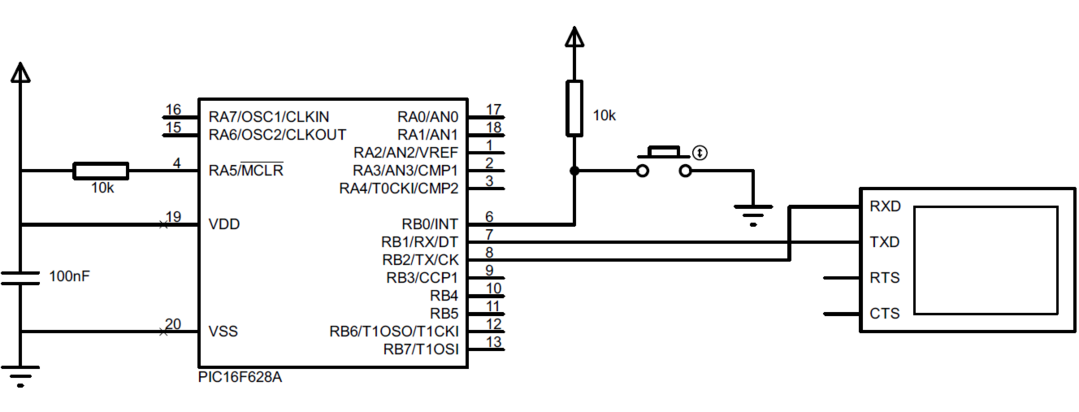 16
RA7/OSC1/CLKIN
RA0/AN0
17
15
RA6/OSC2/CLKOUT
RA1/AN1
18
RA2/AN2/VREF
1
4
RA5/MCLR
RA3/AN3/CMP1
2
RA4/T0CKI/CMP2
3
10k
10k
19
VDD
RB0/INT
6
RB1/RX/DT
7
RB2/TX/CK
8
100nF
RB3/CCP1
9
RB4
10
RB5
11
20
VSS
RB6/T1OSO/T1CKI
12
RB7/T1OSI
13
PIC16F628A
RXD
TXD
RTS
CTS